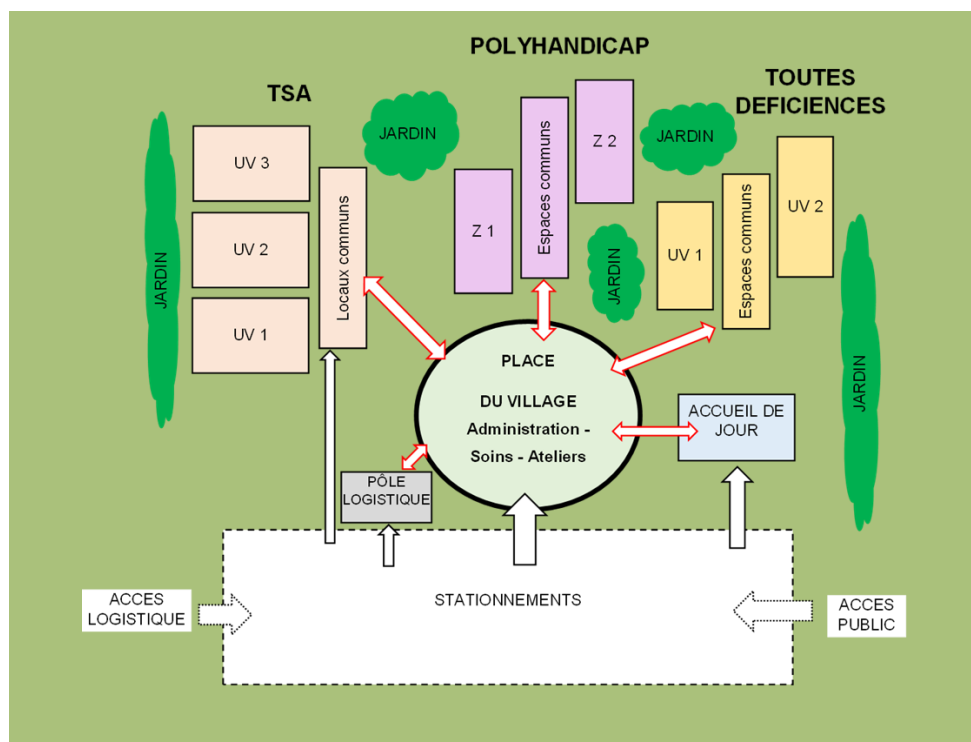 POLYHANDICAP
TSA
TOUTES
DEFICIENCES
JARDIN
JARDIN
UV 3
UV 2
UV 1
Locaux communs
JARDIN
Z 1
Espaces communs
Z 2
JARDIN
UV 1
Espaces communs
UV 2
JARDIN
PLACE
DU VILLAGE
Administration -
Soins - Ateliers
ACCUEIL DE
JOUR
PÔLE
LOGISTIQUE
STATIONNEMENTS
ACCES
LOGISTIQUE
ACCES
PUBLIC